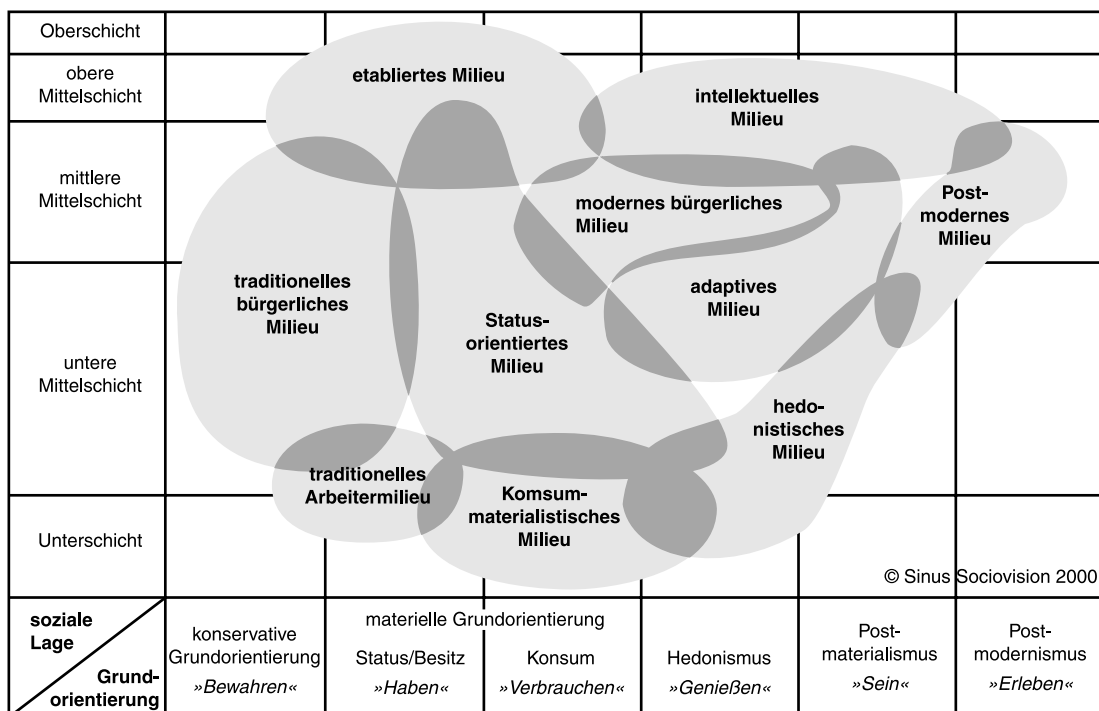 Oberschicht
obere
Mittelschicht
mittlere
Mittelschicht
untere
Mittelschicht
Unterschicht
etabliertes Milieu
intellektuelles
Milieu
modernes bürgerliches
Milieu
Post-
modernes
Milieu
traditionelles
bürgerliches
Milieu
Status-
orientiertes
Milieu
adaptives
Milieu
hedo-
nistisches
Milieu
traditionelles
Arbeitermilieu
Komsum-
materialistisches
Milieu
© Sinus Sociovision 2000
soziale
Lage
Grund-
orientierung
konservative
Grundorientierung
»Bewahren«
materielle Grundorientierung
Status/Besitz
»Haben«
Konsum
»Verbrauchen«
Hedonismus
»Genießen«
Post-
materialismus
»Sein«
Post-
modernismus
»Erleben«